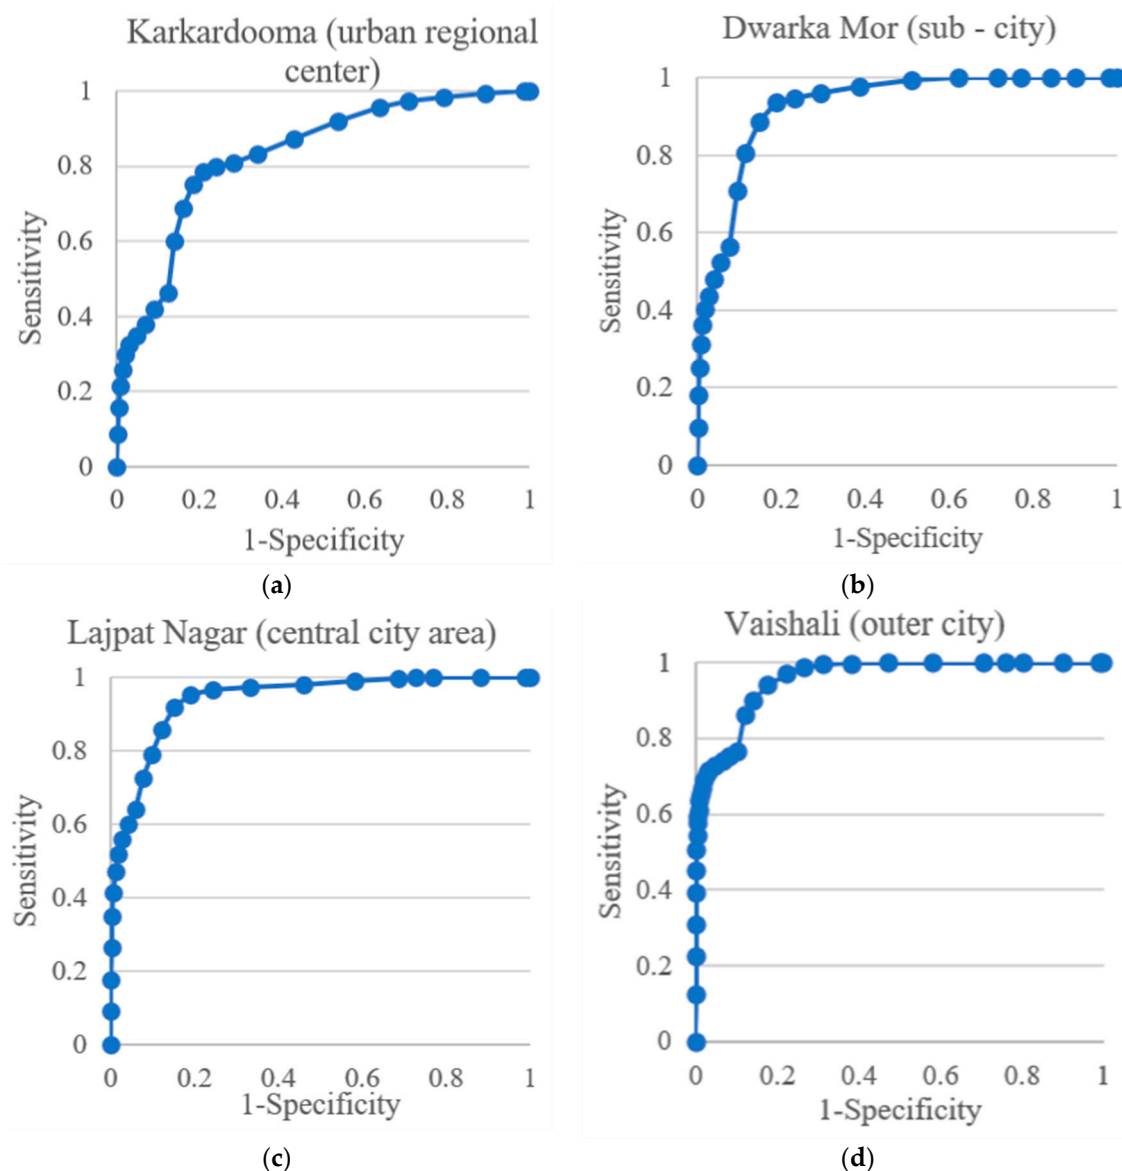 Karkardooma (urban regional
center)
1
0.8
0.6
0.4
0.2
0
Sensitivity
0 0.2 0.4 0.6 0.8 1
1-Specificity
(a)
Dwarka Mor (sub - city)
1
0.8
0.6
0.4
0.2
0
Sensitivity
0 0.2 0.4 0.6 0.8 1
1-Specificity
(b)
Lajpat Nagar (central city area)
1
0.8
0.6
0.4
0.2
0
Sensitivity
0 0.2 0.4 0.6 0.8 1
1-Specificity
(c)
Vaishali (outer city)
1
0.8
0.6
0.4
0.2
0
Sensitivity
0 0.2 0.4 0.6 0.8 1
1-Specificity
(d)